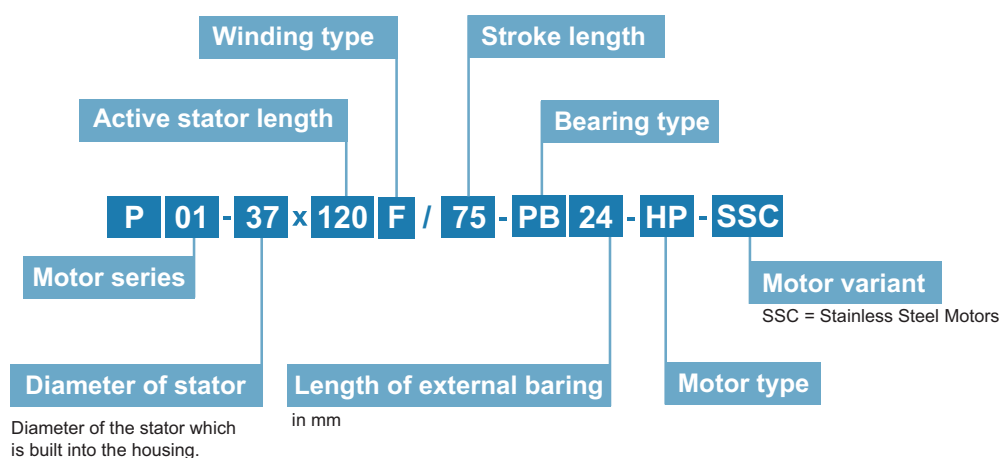 Winding type
Stroke length
Active stator length
Bearing type
P 01 - 37 x 120 F / 75 - PB 24 - HP - SSC
Motor series
Motor variant
SSC = Stainless Steel Motors
Diameter of stator
Length of external baring
Motor type
Diameter of the stator which
is built into the housing.
in mm